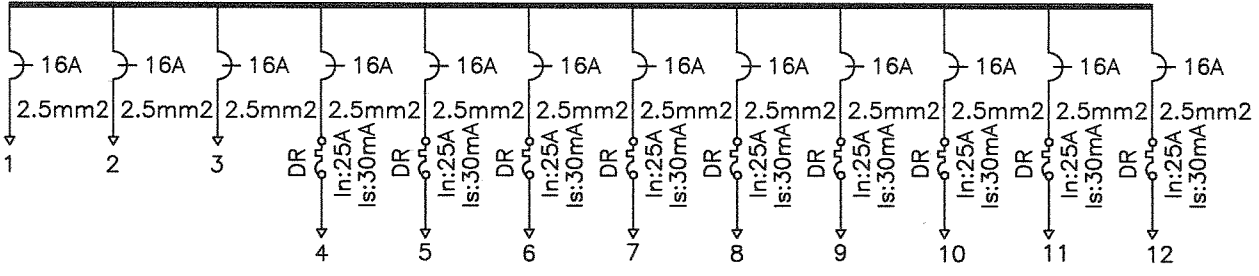 16A 16A 16A 16A 16A 16A 16A 16A 16A 16A 16A 16A
2.5mm2 2.5mm2 2.5mm2 2.5mm2 2.5mm2 2.5mm2 2.5mm2 2.5mm2 2.5mm2 2.5mm2 2.5mm2 2.5mm2
1 2 3
DR In:25A Is:30mA
DR In:25A Is:30mA
DR In:25A Is:30mA
DR In:25A Is:30mA
DR In:25A Is:30mA
DR In:25A Is:30mA
DR In:25A Is:30mA
DR In:25A Is:30mA
DR In:25A Is:30mA
4 5 6 7 8 9 10 11 12